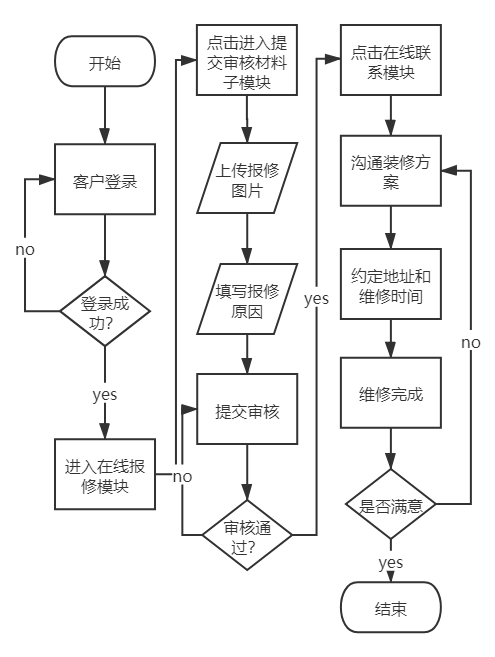 开始
客户登录
no
登录成
功?
yes
进入在线报
修模块
点击进入提
交审核材料
子模块
上传报修
图片
填写报修
原因
提交审核
no
审核通
过?
yes
点击在线联
系模块
沟通装修方
案
约定地址和
维修时间
no
维修完成
是否满意
yes
结束